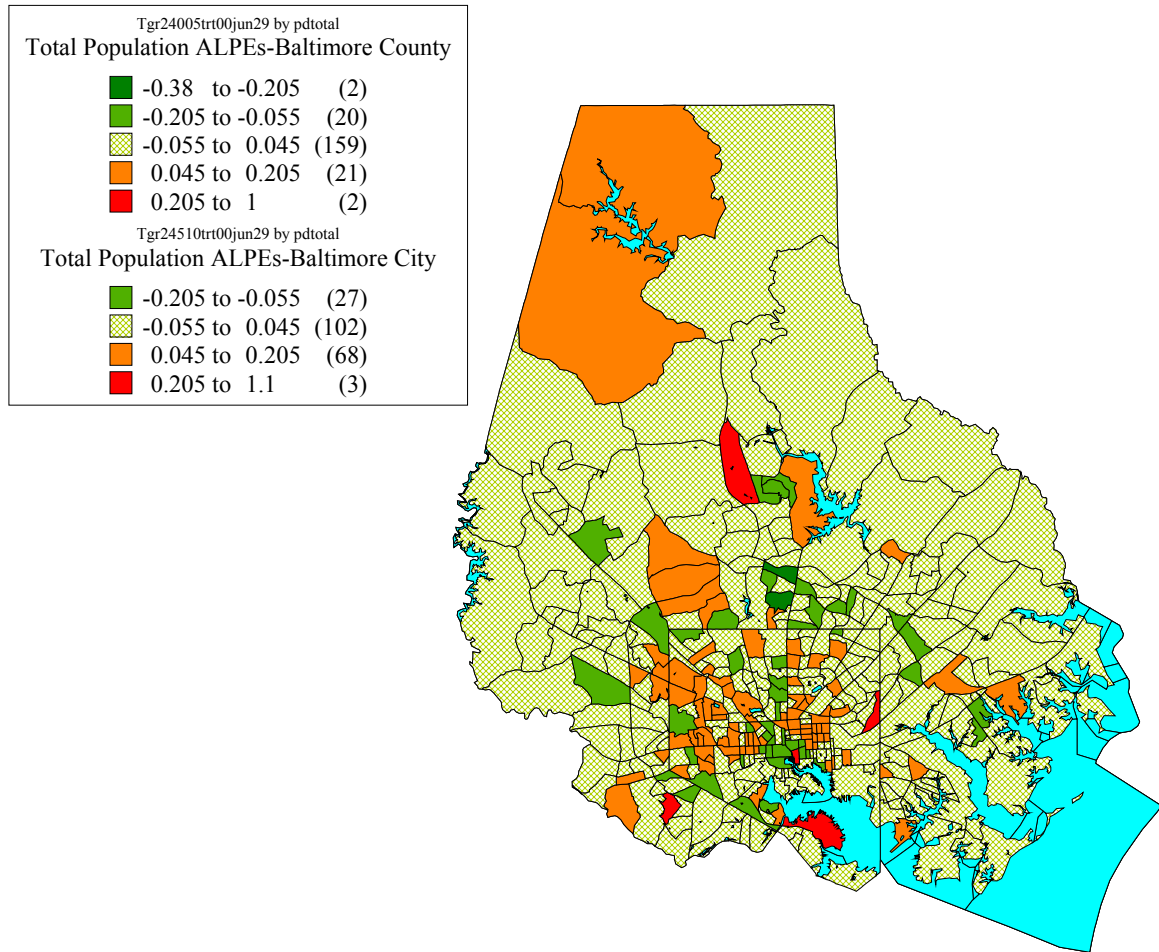 Tgr24005trt00jun29 by pdtotal
Total Population ALPEs-Baltimore County
-0.38 to -0.205 (2)
-0.205 to -0.055 (20)
-0.055 to 0.045 (159)
0.045 to 0.205 (21)
0.205 to 1 (2)
Tgr24510trt00jun29 by pdtotal
Total Population ALPEs-Baltimore City
-0.205 to -0.055 (27)
-0.055 to 0.045 (102)
0.045 to 0.205 (68)
0.205 to 1.1 (3)